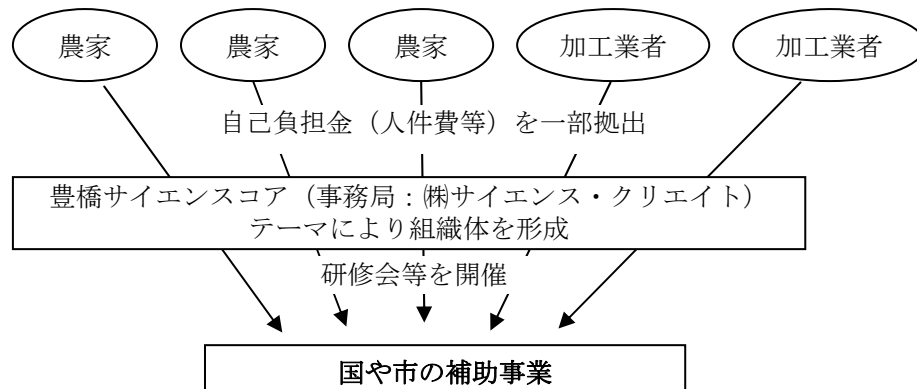 農家 農家 農家 加工業者 加工業者
自己負担金（人件費等）を一部拠出
豊橋サイエンスコア（事務局：㈱サイエンス・クリエイト）
テーマにより組織体を形成
研修会等を開催
国や市の補助事業